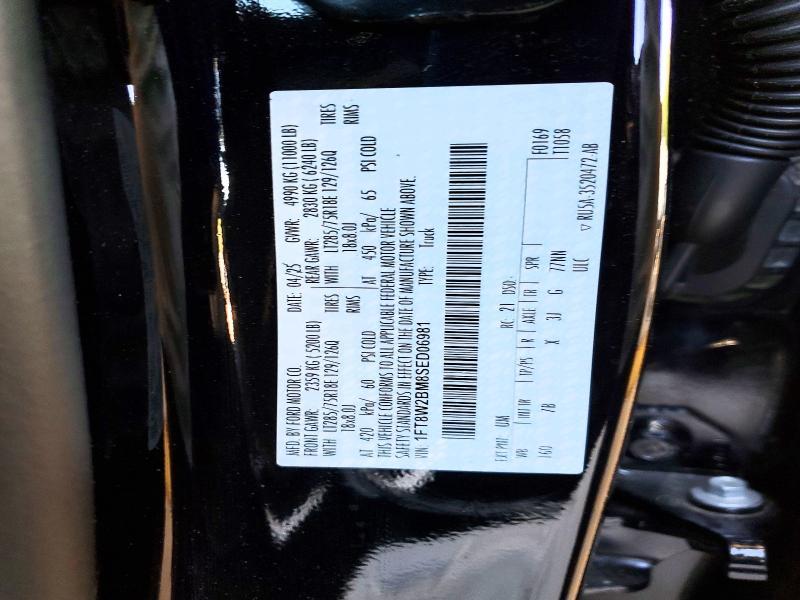 MFD. BY FORD MOTOR CO. DATE: 04/25 GVWR: 4990 KG (11000 LB)
FRONT GAWR: 2359 KG (5200 LB) REAR GAWR: 2830 KG (6240 LB)
WITH LT285/75R18E 129/126Q TIRES WITH LT285/75R18E 129/126Q TIRES
18x8.0J RIMS 18x8.0J RIMS
AT 420 kPa/ 60 PSI COLD AT 450 kPa/ 65 PSI COLD
THIS VEHICLE CONFORMS TO ALL APPLICABLE FEDERAL MOTOR VEHICLE
SAFETY STANDARDS IN EFFECT ON THE DATE OF MANUFACTURE SHOWN ABOVE.
VIN: 1FT8W2BM8SED06981 TYPE: Truck
EXT PNT: RC: 21 DSO: F0169
WB INT TR TP/PS R AXLE TR SPR T1058
160 7B X 3J G 77NN
UTC ▽ RU5A-3520472-AB